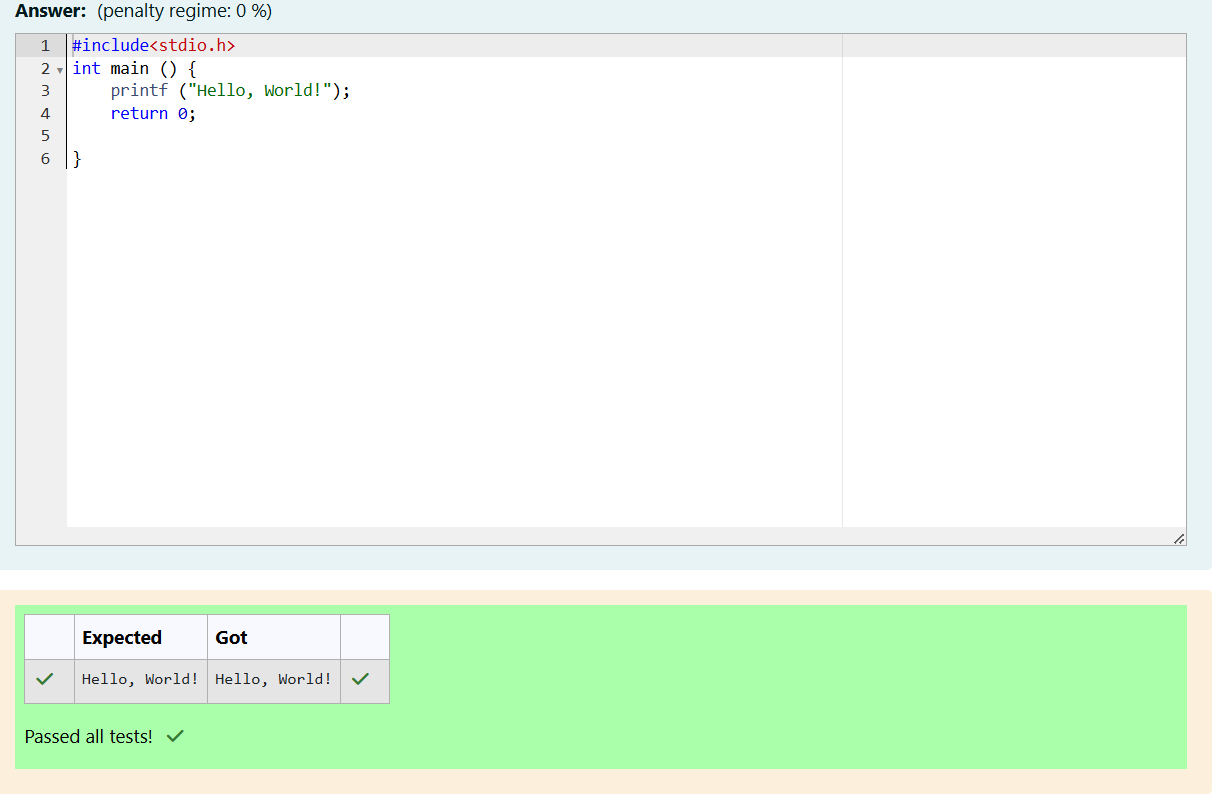 Answer: (penalty regime: 0 %)
1 #include<stdio.h>
2 int main () {
3     printf ("Hello, World!");
4     return 0;
5
6 }
Expected Got
Hello, World! Hello, World!
Passed all tests!